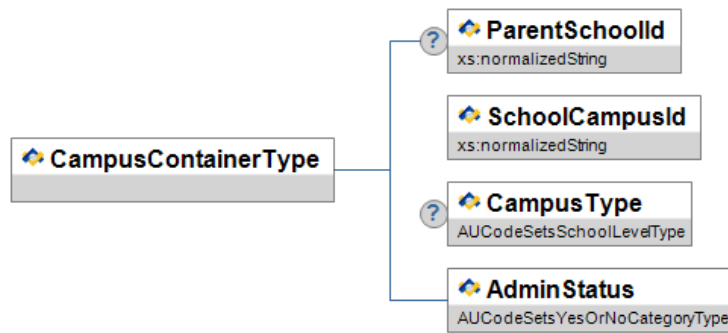 ParentSchoolId
xs:normalizedString
?
SchoolCampusId
xs:normalizedString
CampusContainerType
CampusType
?
AUCodeSetsSchoolLevelType
AdminStatus
AUCodeSetsYesOrNoCategoryType